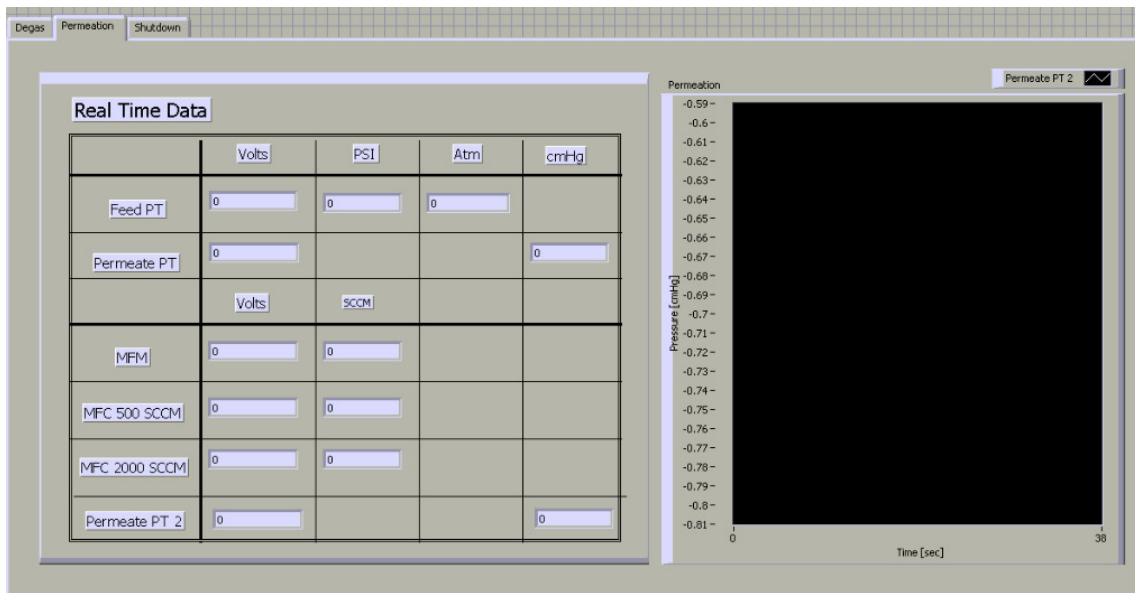 Degas Permeation Shutdown
Real Time Data
Volts PSI Atm cmHg
Feed PT 0 0 0
Permeate PT 0 0
Volts SCCM
MFM 0 0
MFC 500 SCCM 0 0
MFC 2000 SCCM 0 0
Permeate PT 2 0 0
Permeation
Permeate PT 2
Pressure [cmHg]
-0.59
-0.6
-0.61
-0.62
-0.63
-0.64
-0.65
-0.66
-0.67
-0.68
-0.69
-0.7
-0.71
-0.72
-0.73
-0.74
-0.75
-0.76
-0.77
-0.78
-0.79
-0.8
-0.81
0 38
Time [sec]